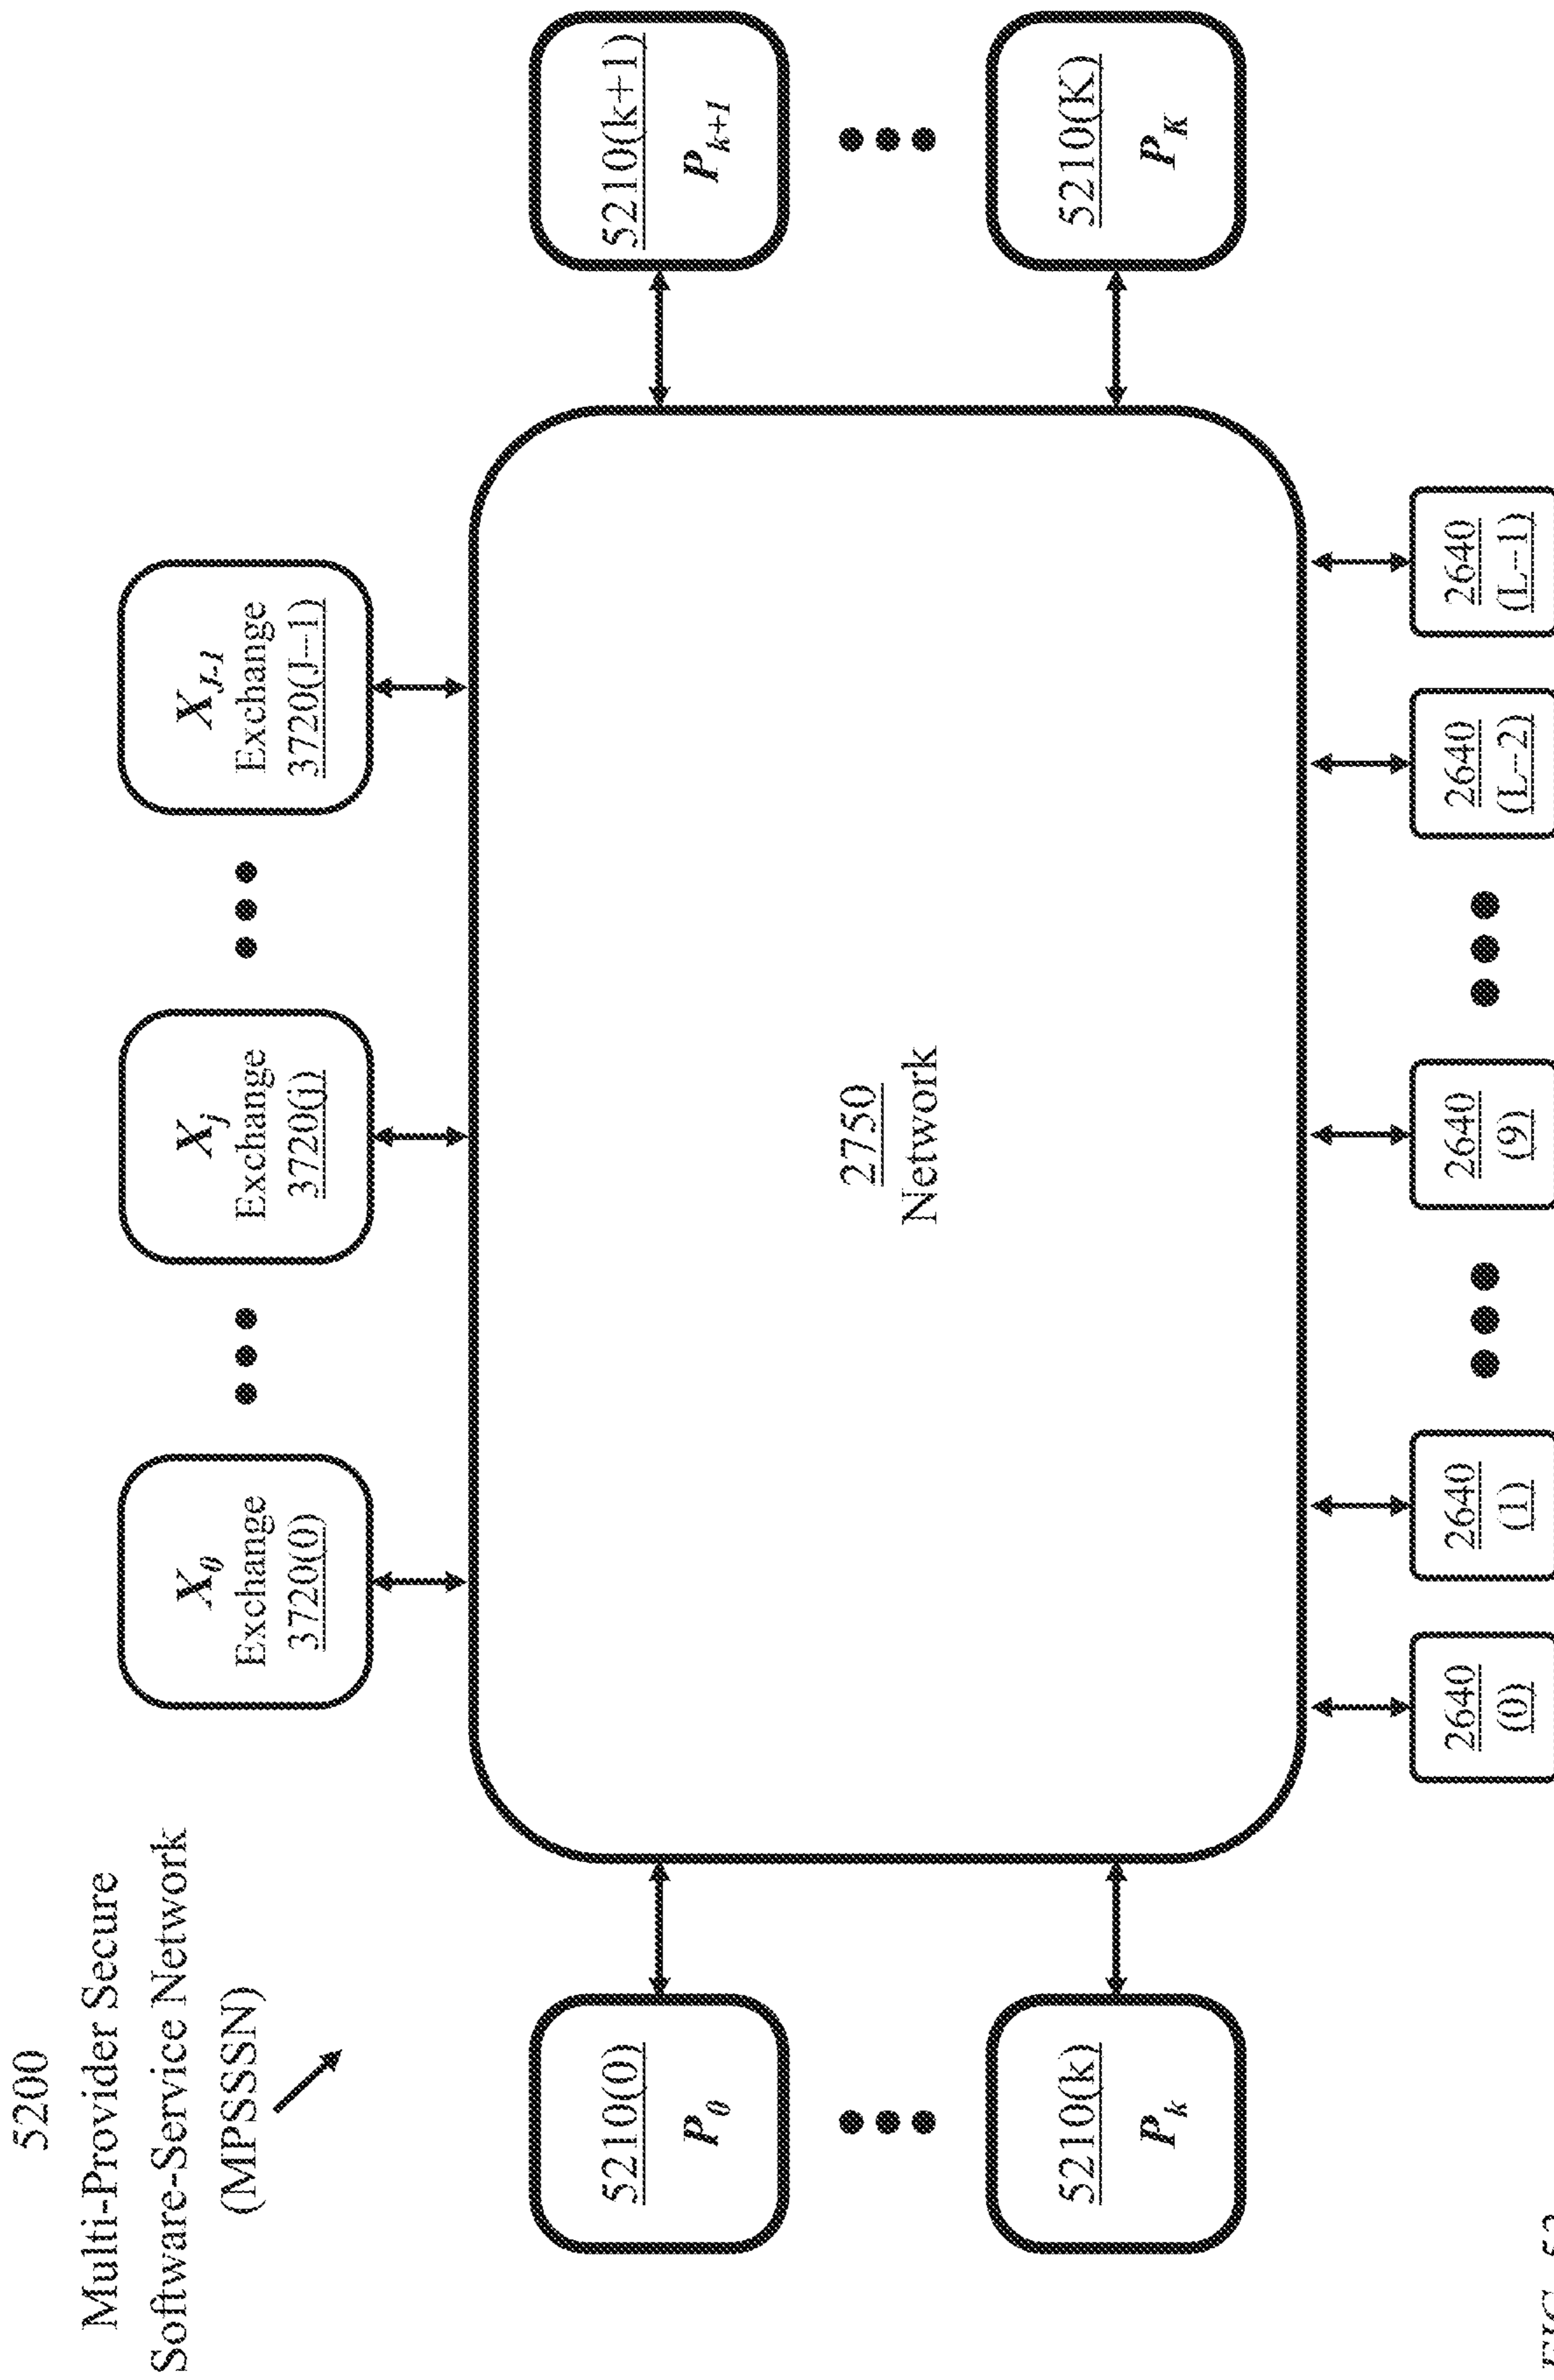 5200
Multi-Provider Secure
Software-Service Network
(MPSSSN)
X0
Exchange
3720(0)
Xj
Exchange
3720(j)
XJ-1
Exchange
3720(J--1)
5210(0)
P0
5210(k)
Pk
2750
Network
5210(k+1)
Pk+1
5210(K)
PK
2640
(0)
2640
(1)
2640
(9)
2640
(L--2)
2640
(L--1)